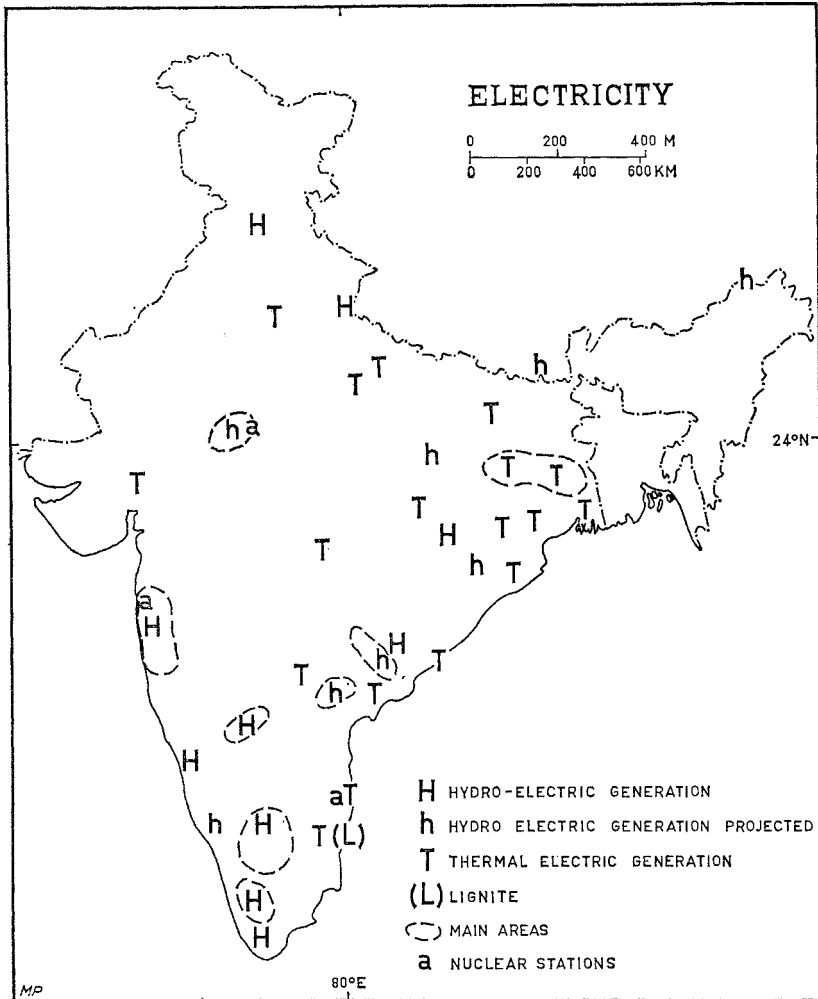 ELECTRICITY
0 200 400 M
0 200 400 600 KM
H
h
T
H
T
T
h
T
h a
24°N
h
T
T
T
T
T
H
T
T
T
h
T
a
H
H
h
T
T
h
T
H
H
a T
h
H
T (L)
H
H
H HYDRO-ELECTRIC GENERATION
h HYDRO ELECTRIC GENERATION PROJECTED
T THERMAL ELECTRIC GENERATION
(L) LIGNITE
MAIN AREAS
a NUCLEAR STATIONS
80°E
MP